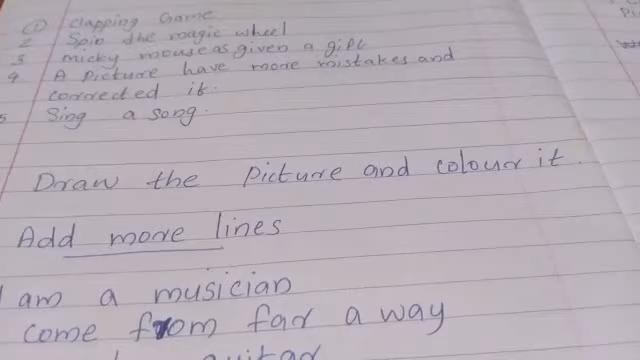 ① clapping Game
2 Spin the magic wheel
3 micky mouse as given a gift
4 A picture have more mistakes and
corrected it.
5 Sing a song.
Draw the picture and colour it.
Add more lines
I am a musician
come from far a way
guitar